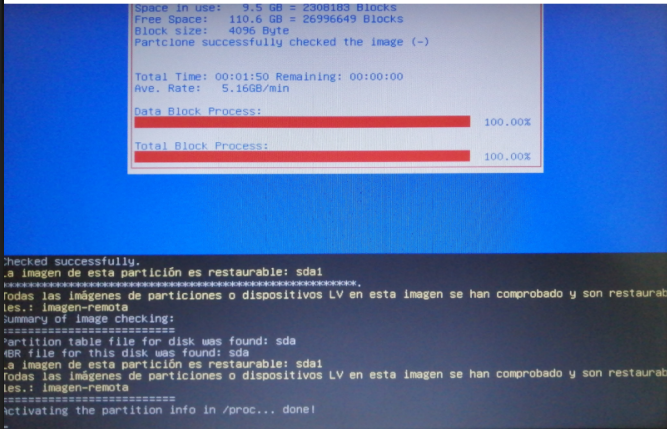 Space in use:   9.5 GB = 2308183 Blocks
Free Space:   110.6 GB = 26996649 Blocks
Block size:   4096 Byte
Partclone successfully checked the image (-)
Total Time: 00:01:50 Remaining: 00:00:00
Ave. Rate:   5.16GB/min
Data Block Process:
100.00%
Total Block Process:
100.00%
Checked successfully.
La imagen de esta partición es restaurable: sda1
*****************************************************.
Todas las imágenes de particiones o dispositivos LV en esta imagen se han comprobado y son restaurab
les.: imagen-remota
Summary of image checking:
=========================
Partition table file for disk was found: sda
MBR file for this disk was found: sda
La imagen de esta partición es restaurable: sda1
Todas las imágenes de particiones o dispositivos LV en esta imagen se han comprobado y son restaurab
les.: imagen-remota
=========================
Activating the partition info in /proc... done!